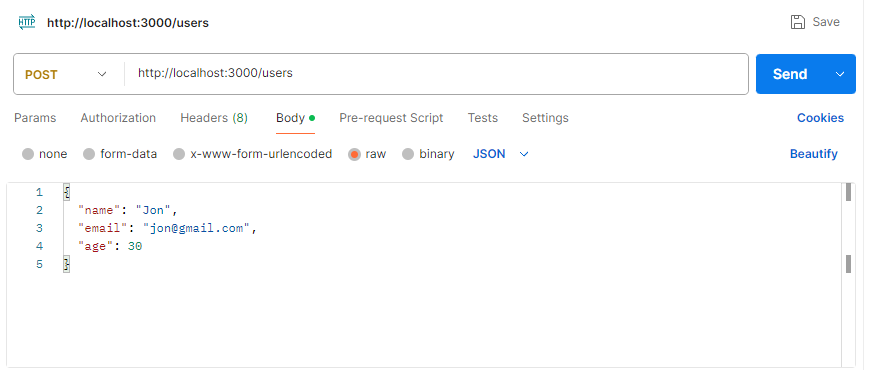 HTTP http://localhost:3000/users Save
POST http://localhost:3000/users Send
Params Authorization Headers (8) Body Pre-request Script Tests Settings Cookies
none form-data x-www-form-urlencoded raw binary JSON Beautify
1 {
2 "name": "Jon",
3 "email": "jon@gmail.com",
4 "age": 30
5 }